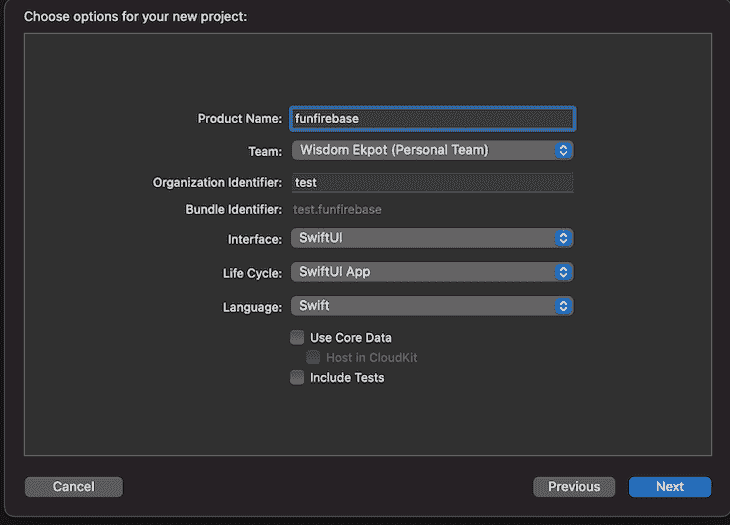 Choose options for your new project:
Product Name: funfirebase
Team: Wisdom Ekpot (Personal Team)
Organization Identifier: test
Bundle Identifier: test.funfirebase
Interface: SwiftUI
Life Cycle: SwiftUI App
Language: Swift
Use Core Data
Host in CloudKit
Include Tests
Cancel Previous Next